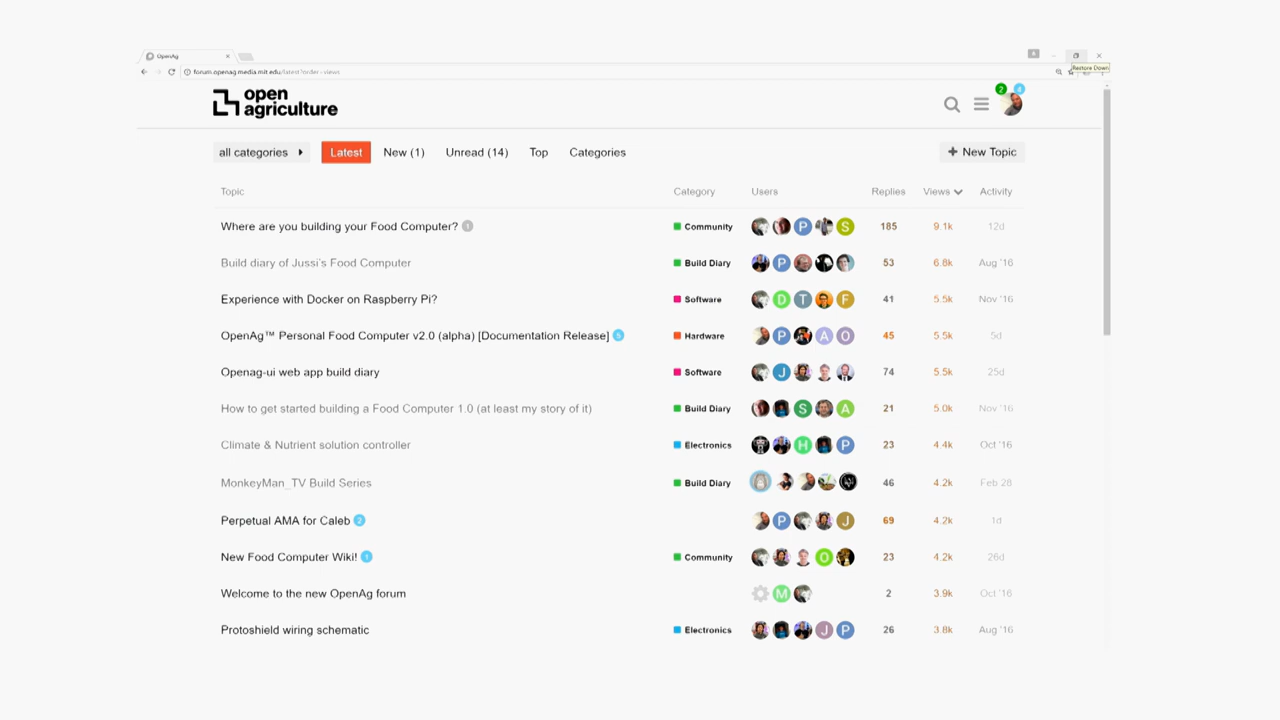 OpenAg
forum.openag.media.mit.edu/latest?order=views
Restore Down
open
agriculture
2 4
all categories Latest New (1) Unread (14) Top Categories + New Topic
Topic Category Users Replies Views Activity
Where are you building your Food Computer? 1 Community P S 185 9.1k 12d
Build diary of Jussi's Food Computer Build Diary P 53 6.8k Aug '16
Experience with Docker on Raspberry Pi? Software D T F 41 5.5k Nov '16
OpenAg™ Personal Food Computer v2.0 (alpha) [Documentation Release] 5 Hardware P A O 45 5.5k 5d
Openag-ui web app build diary Software J 74 5.5k 25d
How to get started building a Food Computer 1.0 (at least my story of it) Build Diary S A 21 5.0k Nov '16
Climate & Nutrient solution controller Electronics H P 23 4.4k Oct '16
MonkeyMan_TV Build Series Build Diary 46 4.2k Feb 28
Perpetual AMA for Caleb 2 P J 69 4.2k 1d
New Food Computer Wiki! 1 Community O 23 4.2k 26d
Welcome to the new OpenAg forum M 2 3.9k Oct '16
Protoshield wiring schematic Electronics J P 26 3.8k Aug '16